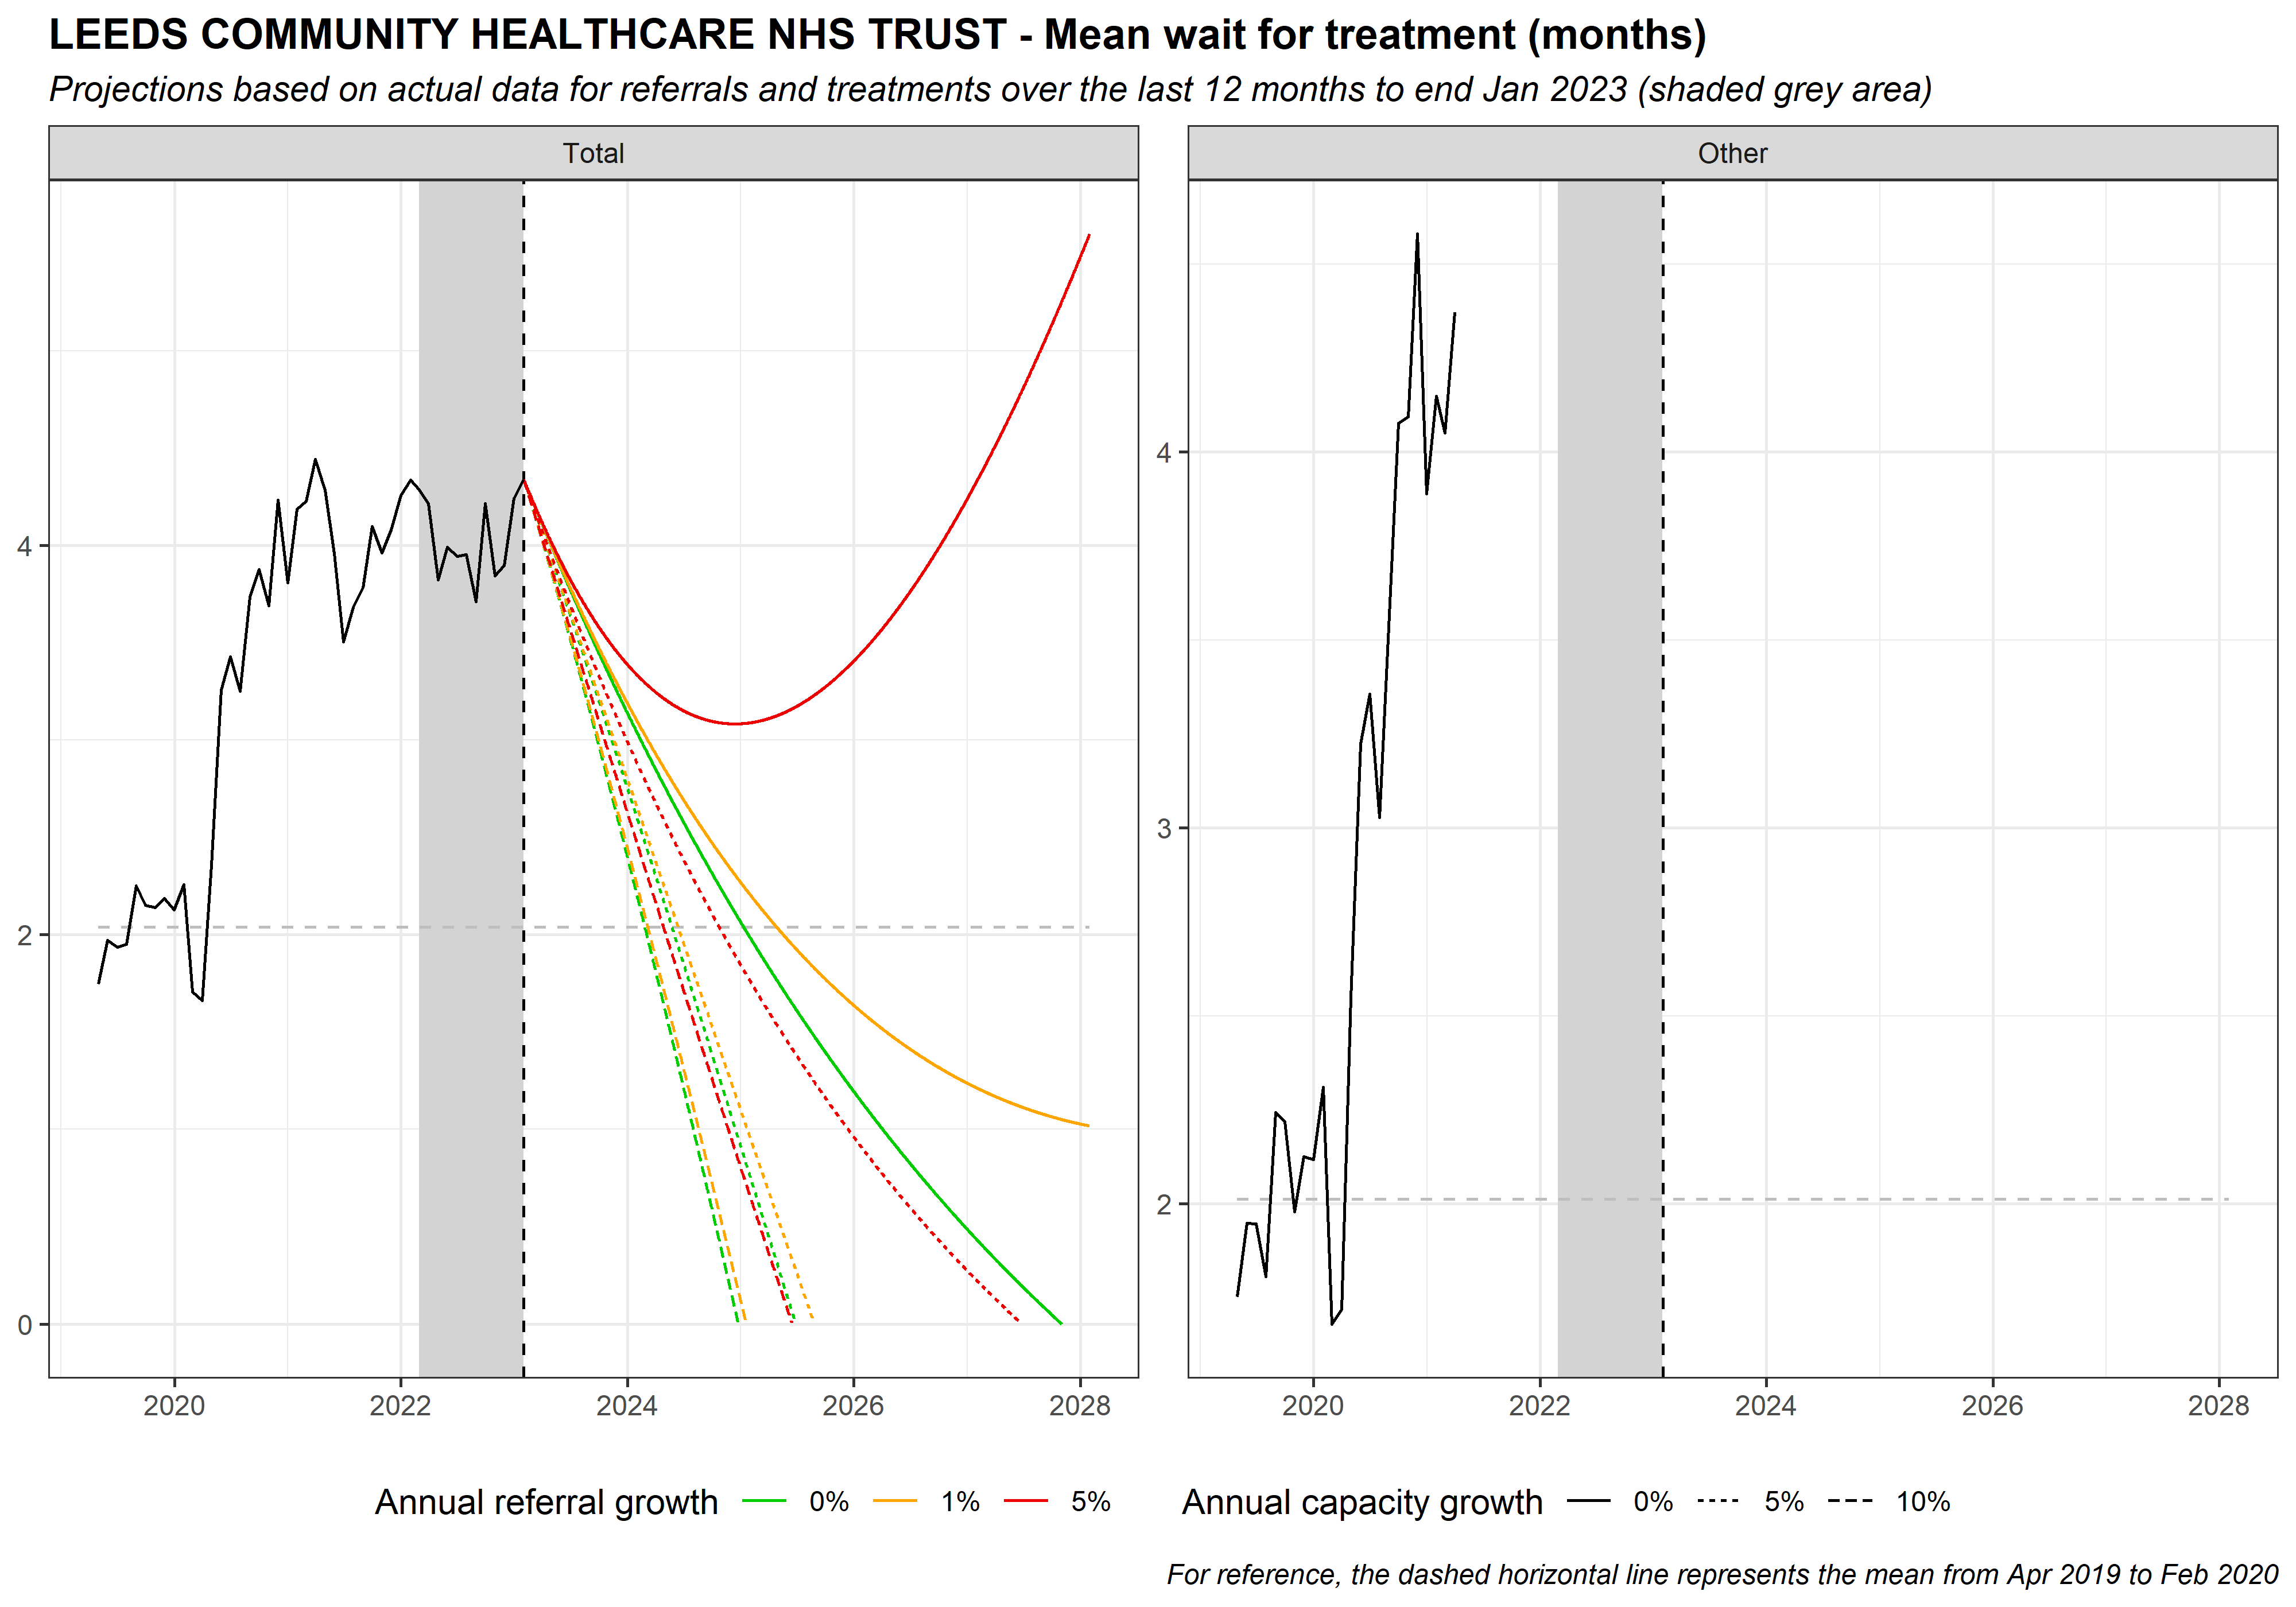 LEEDS COMMUNITY HEALTHCARE NHS TRUST - Mean wait for treatment (months)
Projections based on actual data for referrals and treatments over the last 12 months to end Jan 2023 (shaded grey area)
Total
Other
4
2
0
4
3
2
2020 2022 2024 2026 2028
2020 2022 2024 2026 2028
Annual referral growth 0% 1% 5%
Annual capacity growth 0% 5% 10%
For reference, the dashed horizontal line represents the mean from Apr 2019 to Feb 2020